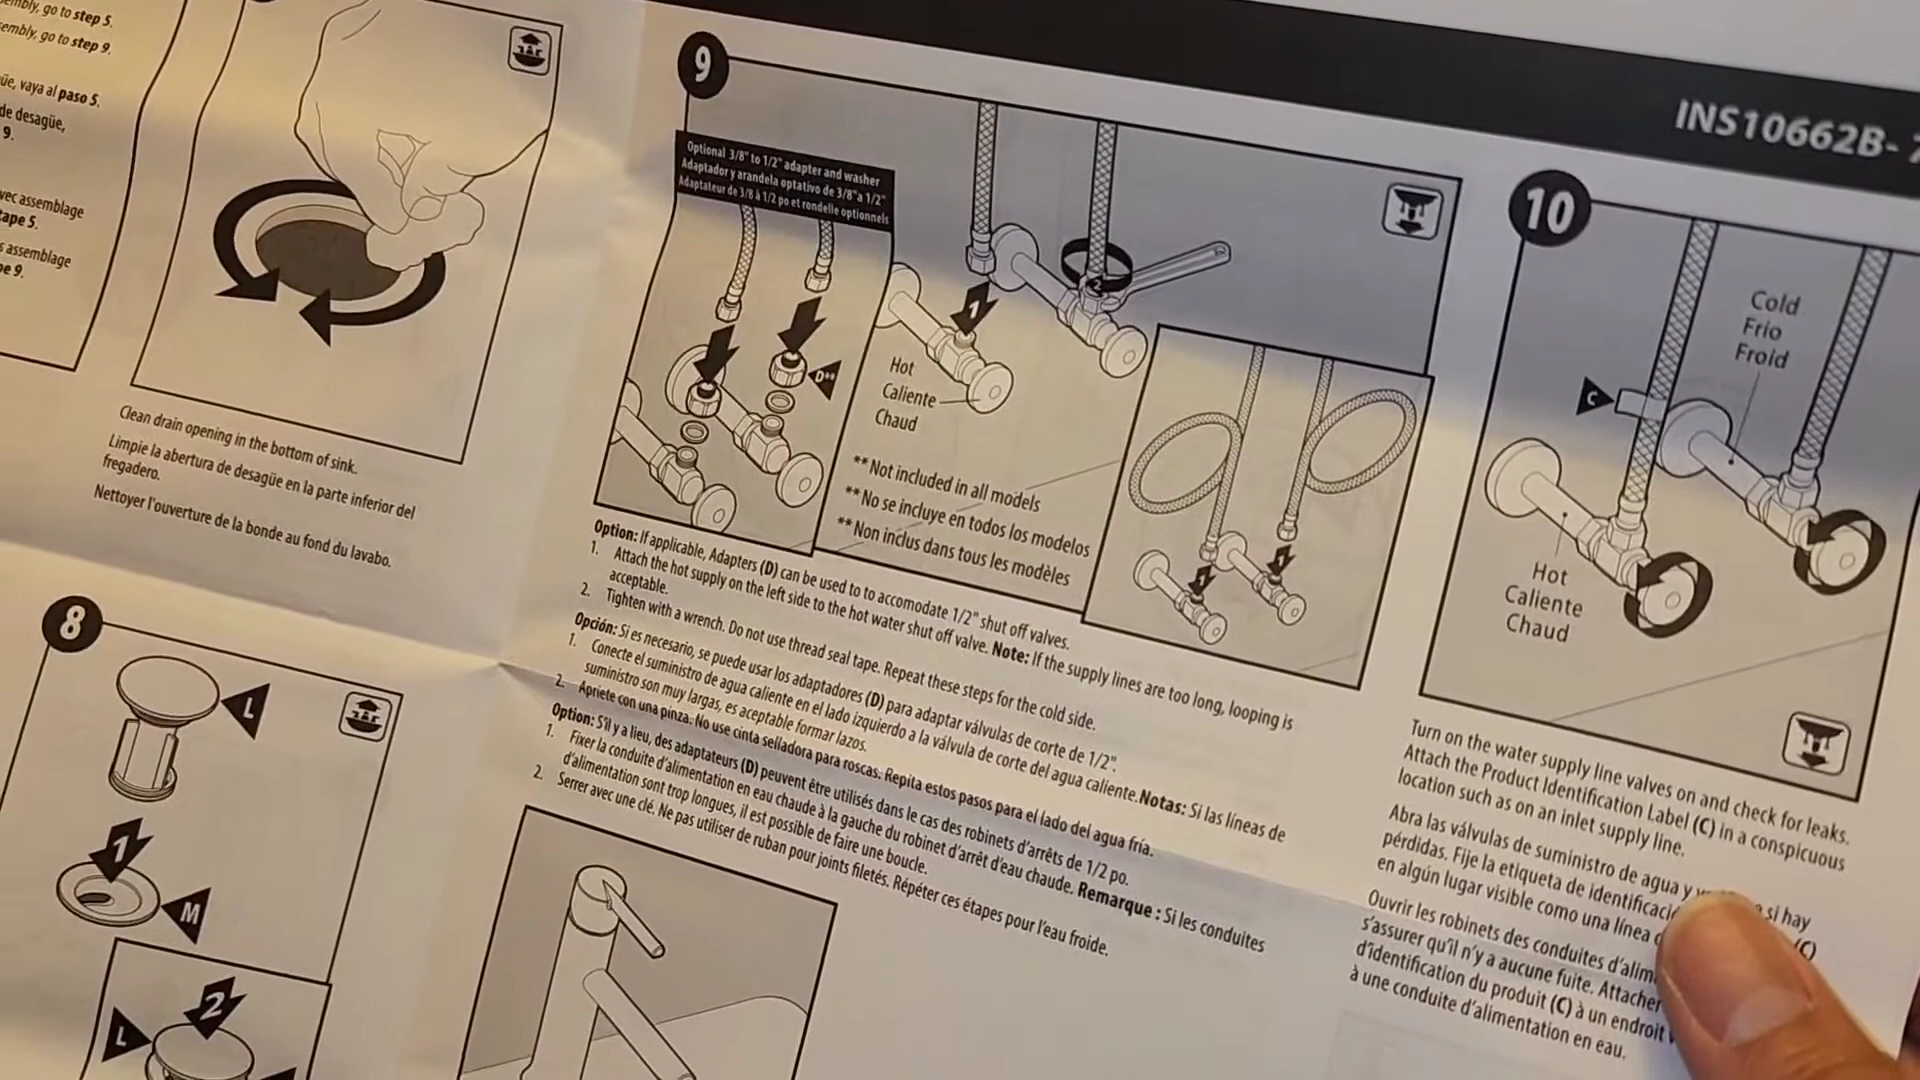 step 5.
go to step 9.
vaya al paso 5.
de desagüe,
9.
assemblage
5.
assemblage
9.
Clean drain opening in the bottom of sink.
Limpie la abertura de desagüe en la parte inferior del
fregadero.
Nettoyer l'ouverture de la bonde au fond du lavabo.
8
L
1
M
2
L
9
Optional 3/8" to 1/2" adapter and washer
Adaptador y arandela optativo de 3/8"a 1/2"
Adaptateur de 3/8 à 1/2 po et rondelle optionnels
D**
1
2
Hot
Caliente
Chaud
**Not included in all models
**No se incluye en todos los modelos
**Non inclus dans tous les modèles
1
1
Option: If applicable, Adapters (D) can be used to to accomodate 1/2" shut off valves.
1. Attach the hot supply on the left side to the hot water shut off valve. Note: If the supply lines are too long, looping is
acceptable.
2. Tighten with a wrench. Do not use thread seal tape. Repeat these steps for the cold side.
Opción: Si es necesario, se puede usar los adaptadores (D) para adaptar válvulas de corte de 1/2".
1. Conecte el suministro de agua caliente en el lado izquierdo a la válvula de corte del agua caliente. Notas: Si las líneas de
suministro son muy largas, es aceptable formar lazos.
2. Apriete con una pinza. No use cinta selladora para roscas. Repita estos pasos para el lado del agua fría.
Option: S'il y a lieu, des adaptateurs (D) peuvent être utilisés dans le cas des robinets d'arrêts de 1/2 po.
1. Fixer la conduite d'alimentation en eau chaude à la gauche du robinet d'arrêt d'eau chaude. Remarque : Si les conduites
d'alimentation sont trop longues, il est possible de faire une boucle.
2. Serrer avec une clé. Ne pas utiliser de ruban pour joints filetés. Répéter ces étapes pour l'eau froide.
INS10662B-
10
Cold
Frio
Froid
C
Hot
Caliente
Chaud
Turn on the water supply line valves on and check for leaks.
Attach the Product Identification Label (C) in a conspicuous
location such as on an inlet supply line.
Abra las válvulas de suministro de agua y si hay
pérdidas. Fije la etiqueta de (C)
en algún lugar visible como una línea
Ouvrir les robinets des conduites
s'assurer qu'il n'y a aucune fuite. Attacher
d'identification du produit (C) à un endroit
à une conduite d'alimentation en eau.